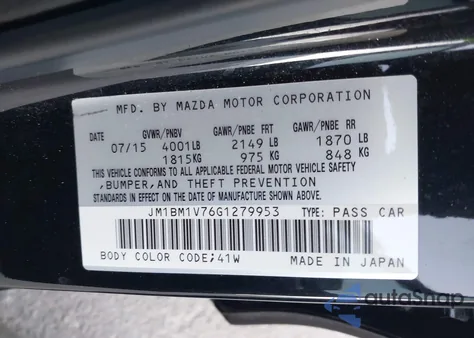 MFD. BY MAZDA MOTOR CORPORATION
DATE GVWR/PNBV GAWR/PNBE FRT GAWR/PNBE RR
07/15 4001LB 2149 LB 1870 LB
1815KG 975 KG 848 KG
THIS VEHICLE CONFORMS TO ALL APPLICABLE FEDERAL MOTOR VEHICLE SAFETY
,BUMPER,AND THEFT PREVENTION
STANDARDS IN EFFECT ON THE DATE OF MANUFACTURE SHOWN ABOVE.
JM1BM1V76G1279953 TYPE: PASS CAR
BODY COLOR CODE;41W MADE IN JAPAN
autoSnap